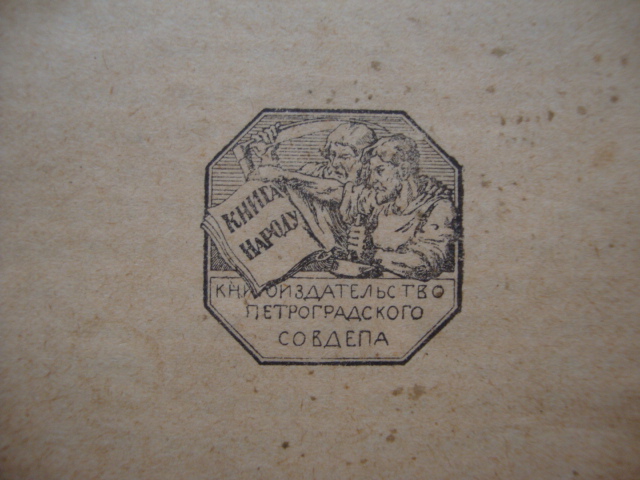 КНИГА
НАРОДУ
КНИГОИЗДАТЕЛЬСТВО
ПЕТРОГРАДСКОГО
СОВДЕПА